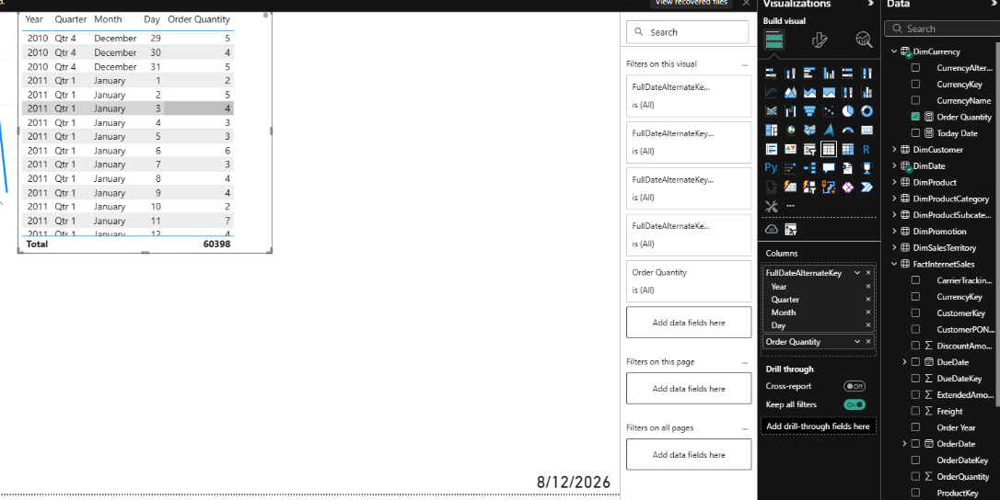 d.
View recovered files
Year Quarter Month Day Order Quantity
2010 Qtr 4 December 29 5
2010 Qtr 4 December 30 4
2010 Qtr 4 December 31 5
2011 Qtr 1 January 1 2
2011 Qtr 1 January 2 5
2011 Qtr 1 January 3 4
2011 Qtr 1 January 4 3
2011 Qtr 1 January 5 3
2011 Qtr 1 January 6 6
2011 Qtr 1 January 7 3
2011 Qtr 1 January 8 4
2011 Qtr 1 January 9 4
2011 Qtr 1 January 10 2
2011 Qtr 1 January 11 7
2011 Qtr 1 January 12 4
Total 60398
8/12/2026
Search
Filters on this visual ...
FullDateAlternateKe...
is (All)
FullDateAlternateKey...
is (All)
FullDateAlternateKey...
is (All)
FullDateAlternateKe...
is (All)
Order Quantity
is (All)
Add data fields here
Filters on this page ...
Add data fields here
Filters on all pages ...
Add data fields here
Visualizations
Build visual
123
R
Py
...
Columns
FullDateAlternateKey
Year
Quarter
Month
Day
Order Quantity
Drill through
Cross-report Off
Keep all filters On
Add drill-through fields here
Data
Search
DimCurrency
CurrencyAlter...
CurrencyKey
CurrencyName
Order Quantity
Today Date
DimCustomer
DimDate
DimProduct
DimProductCategory
DimProductSubcate...
DimPromotion
DimSalesTerritory
FactInternetSales
CarrierTrackin...
CurrencyKey
CustomerKey
CustomerPON...
DiscountAmo...
DueDate
DueDateKey
ExtendedAmo...
Freight
Order Year
OrderDate
OrderDateKey
OrderQuantity
ProductKey